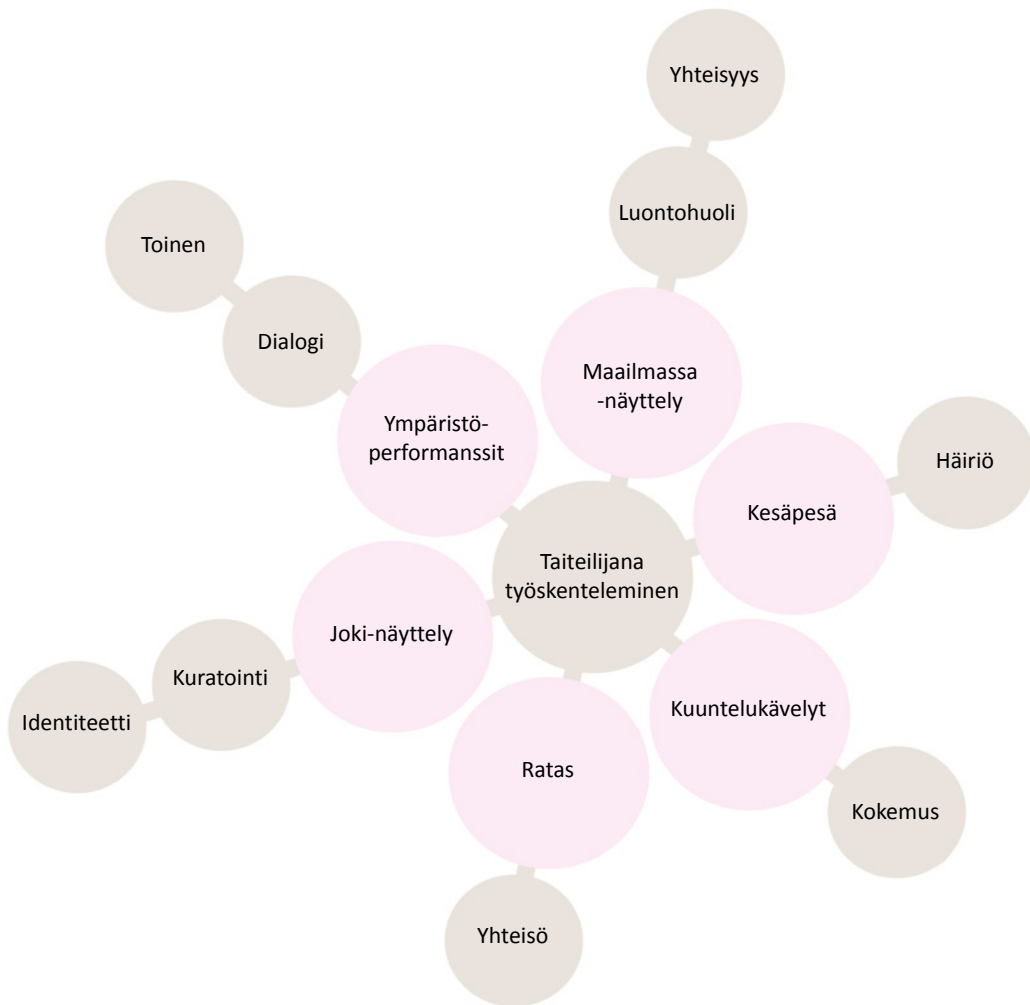 Yhteisyys
Luontohuoli
Toinen
Dialogi
Maailmassa
-näyttely
Ympäristö-
performanssit
Häiriö
Kesäpesä
Taiteilijana
työskenteleminen
Joki-näyttely
Kuratointi
Identiteetti
Kuuntelukävelyt
Ratas
Kokemus
Yhteisö